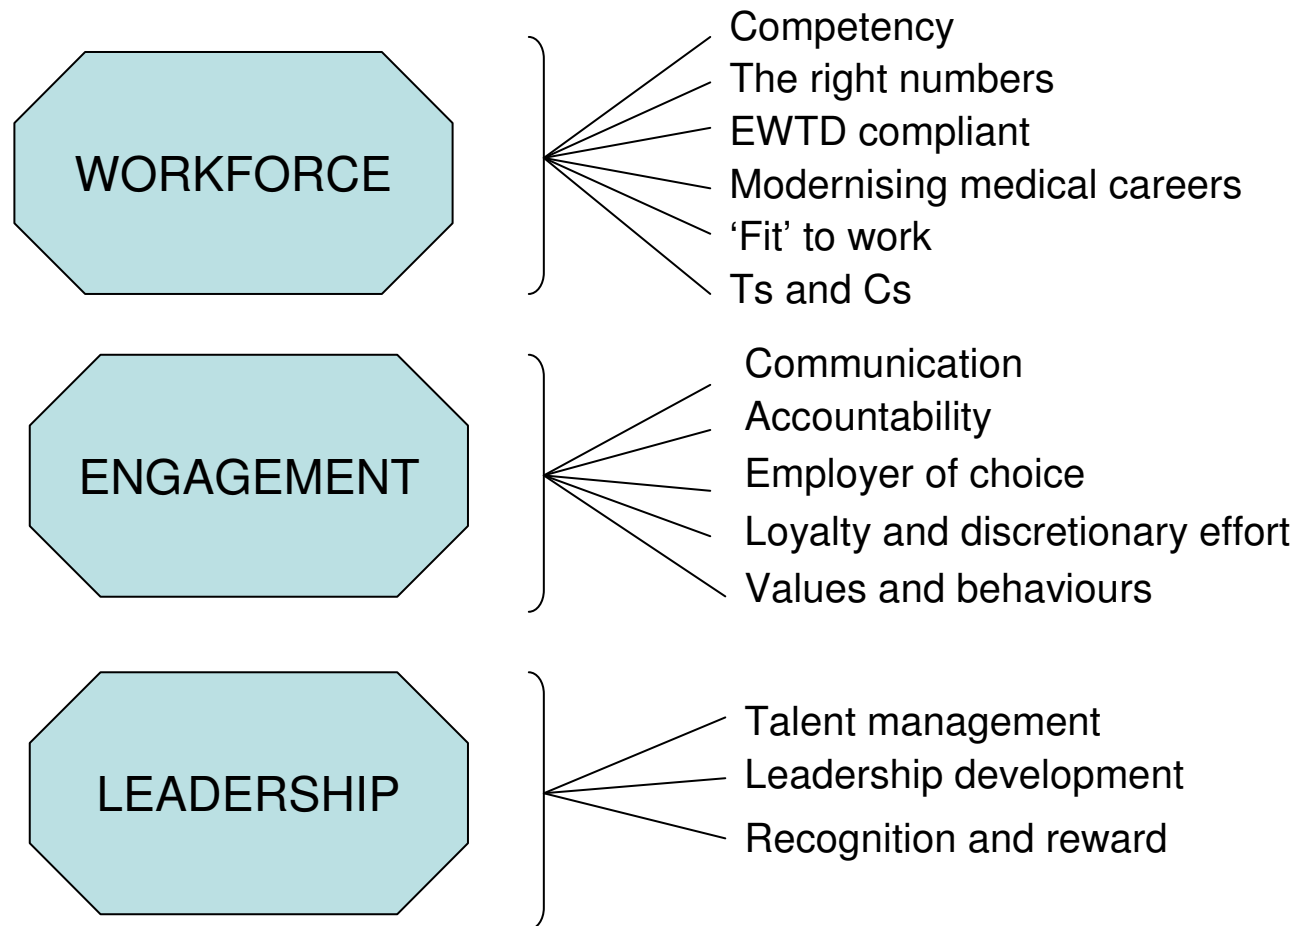 WORKFORCE
Competency
The right numbers
EWTD compliant
Modernising medical careers
‘Fit’ to work
Ts and Cs
ENGAGEMENT
Communication
Accountability
Employer of choice
Loyalty and discretionary effort
Values and behaviours
LEADERSHIP
Talent management
Leadership development
Recognition and reward